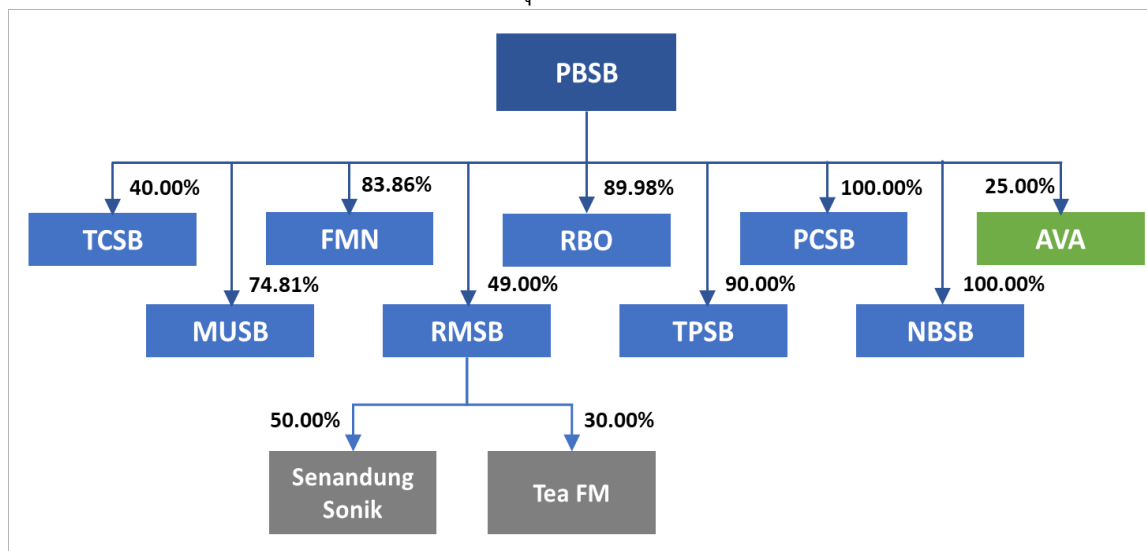 PBSB
40.00%
83.86%
89.98%
100.00%
25.00%
TCSB
FMN
RBO
PCSB
AVA
74.81%
49.00%
90.00%
100.00%
MUSB
RMSB
TPSB
NBSB
50.00%
30.00%
Senandung
Sonik
Tea FM